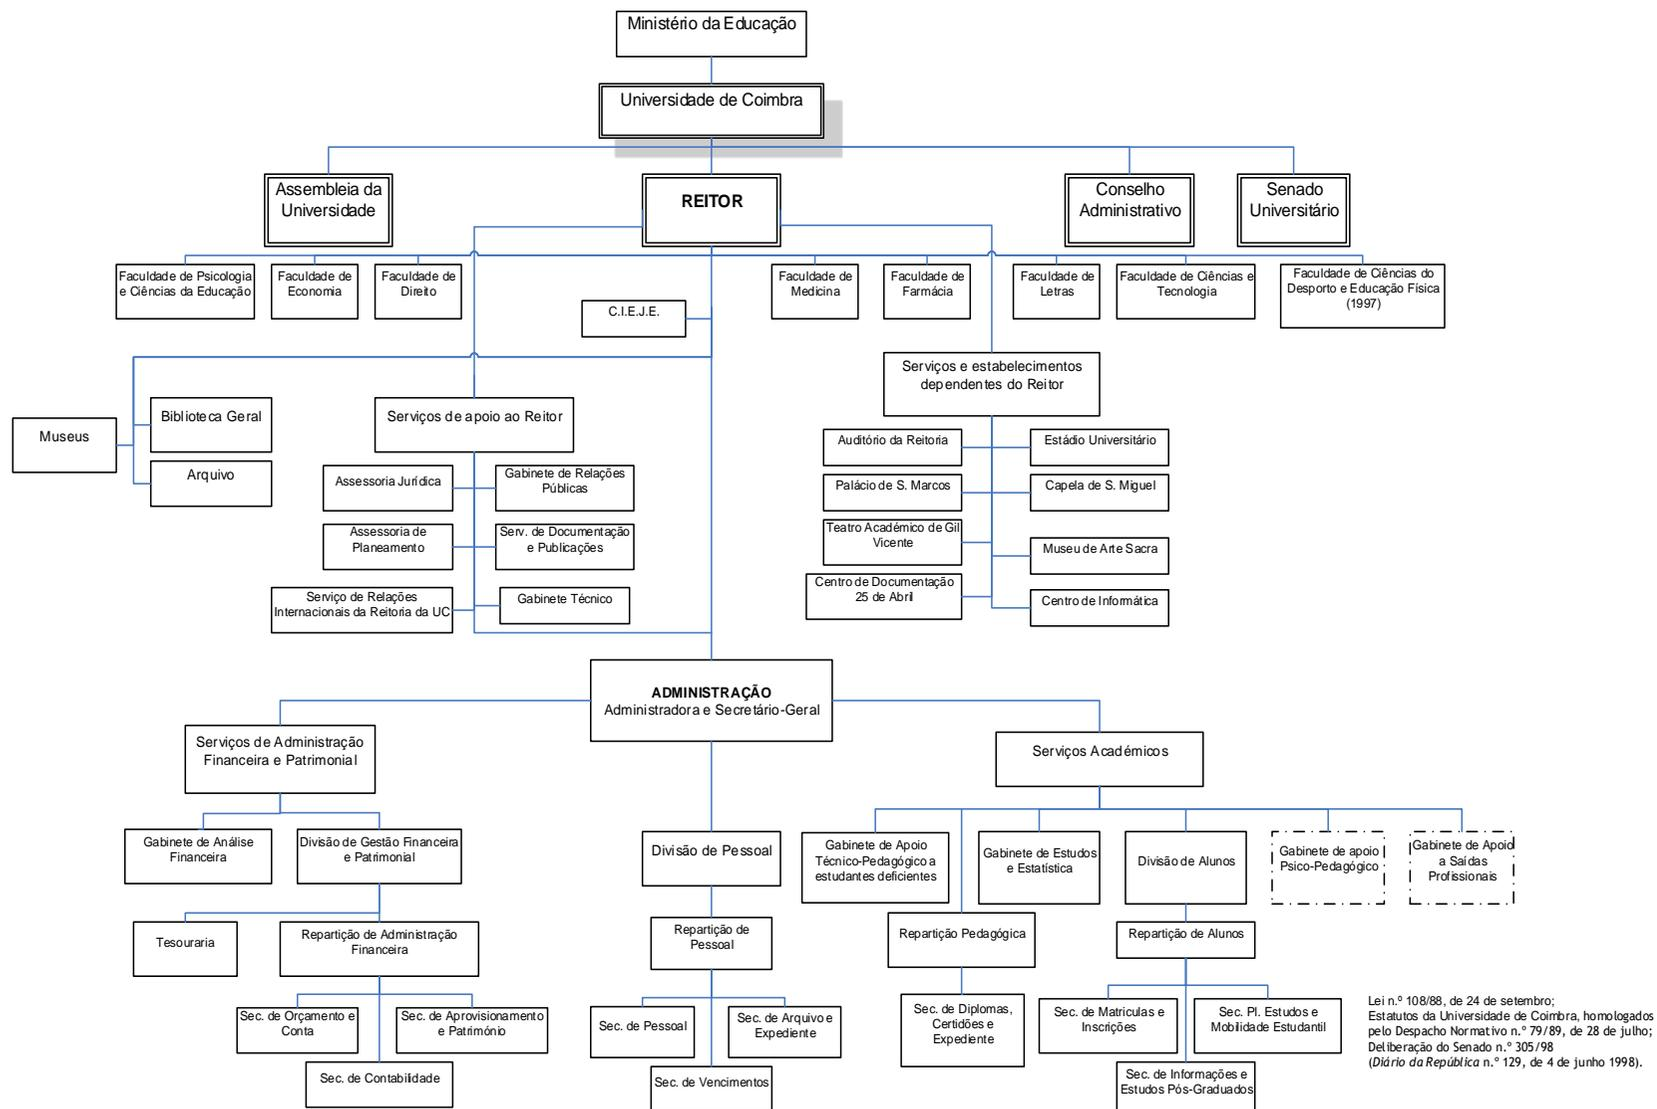 Ministério da Educação
Universidade de Coimbra
Assembleia da
Universidade
REITOR
Conselho
Administrativo
Senado
Universitário
Faculdade de Psicologia
e Ciências da Educação
Faculdade de
Economia
Faculdade de
Direito
Faculdade de
Medicina
Faculdade de
Farmácia
Faculdade de
Letras
Faculdade de Ciências e
Tecnologia
Faculdade de Ciências do
Desporto e Educação Física
(1997)
C.I.E.J.E.
Serviços e estabelecimentos
dependentes do Reitor
Museus
Biblioteca Geral
Arquivo
Serviços de apoio ao Reitor
Assessoria Jurídica
Gabinete de Relações
Públicas
Assessoria de
Planeamento
Serv. de Documentação
e Publicações
Serviço de Relações
Internacionais da Reitoria da UC
Gabinete Técnico
Auditório da Reitoria
Estádio Universitário
Palácio de S. Marcos
Capela de S. Miguel
Teatro Académico de Gil
Vicente
Museu de Arte Sacra
Centro de Documentação
25 de Abril
Centro de Informática
ADMINISTRAÇÃO
Administradora e Secretário-Geral
Serviços de Administração
Financeira e Patrimonial
Serviços Académicos
Gabinete de Análise
Financeira
Divisão de Gestão Financeira
e Patrimonial
Divisão de Pessoal
Gabinete de Apoio
Técnico-Pedagógico a
estudantes deficientes
Gabinete de Estudos
e Estatística
Divisão de Alunos
Gabinete de apoio
Psico-Pedagógico
Gabinete de Apoio
a Saídas
Profissionais
Tesouraria
Repartição de Administração
Financeira
Repartição de
Pessoal
Repartição Pedagógica
Repartição de Alunos
Sec. de Orçamento e
Conta
Sec. de Aprovisionamento
e Património
Sec. de Contabilidade
Sec. de Pessoal
Sec. de Arquivo e
Expediente
Sec. de Vencimentos
Sec. de Diplomas,
Certidões e
Expediente
Sec. de Matriculas e
Inscrições
Sec. Pl. Estudos e
Mobilidade Estudantil
Sec. de Informações e
Estudos Pós-Graduados
Lei n.º 108/88, de 24 de setembro;
Estatutos da Universidade de Coimbra, homologados
pelo Despacho Normativo n.º 79/89, de 28 de julho;
Deliberação do Senado n.º 305/98
(Diário da República n.º 129, de 4 de junho 1998).